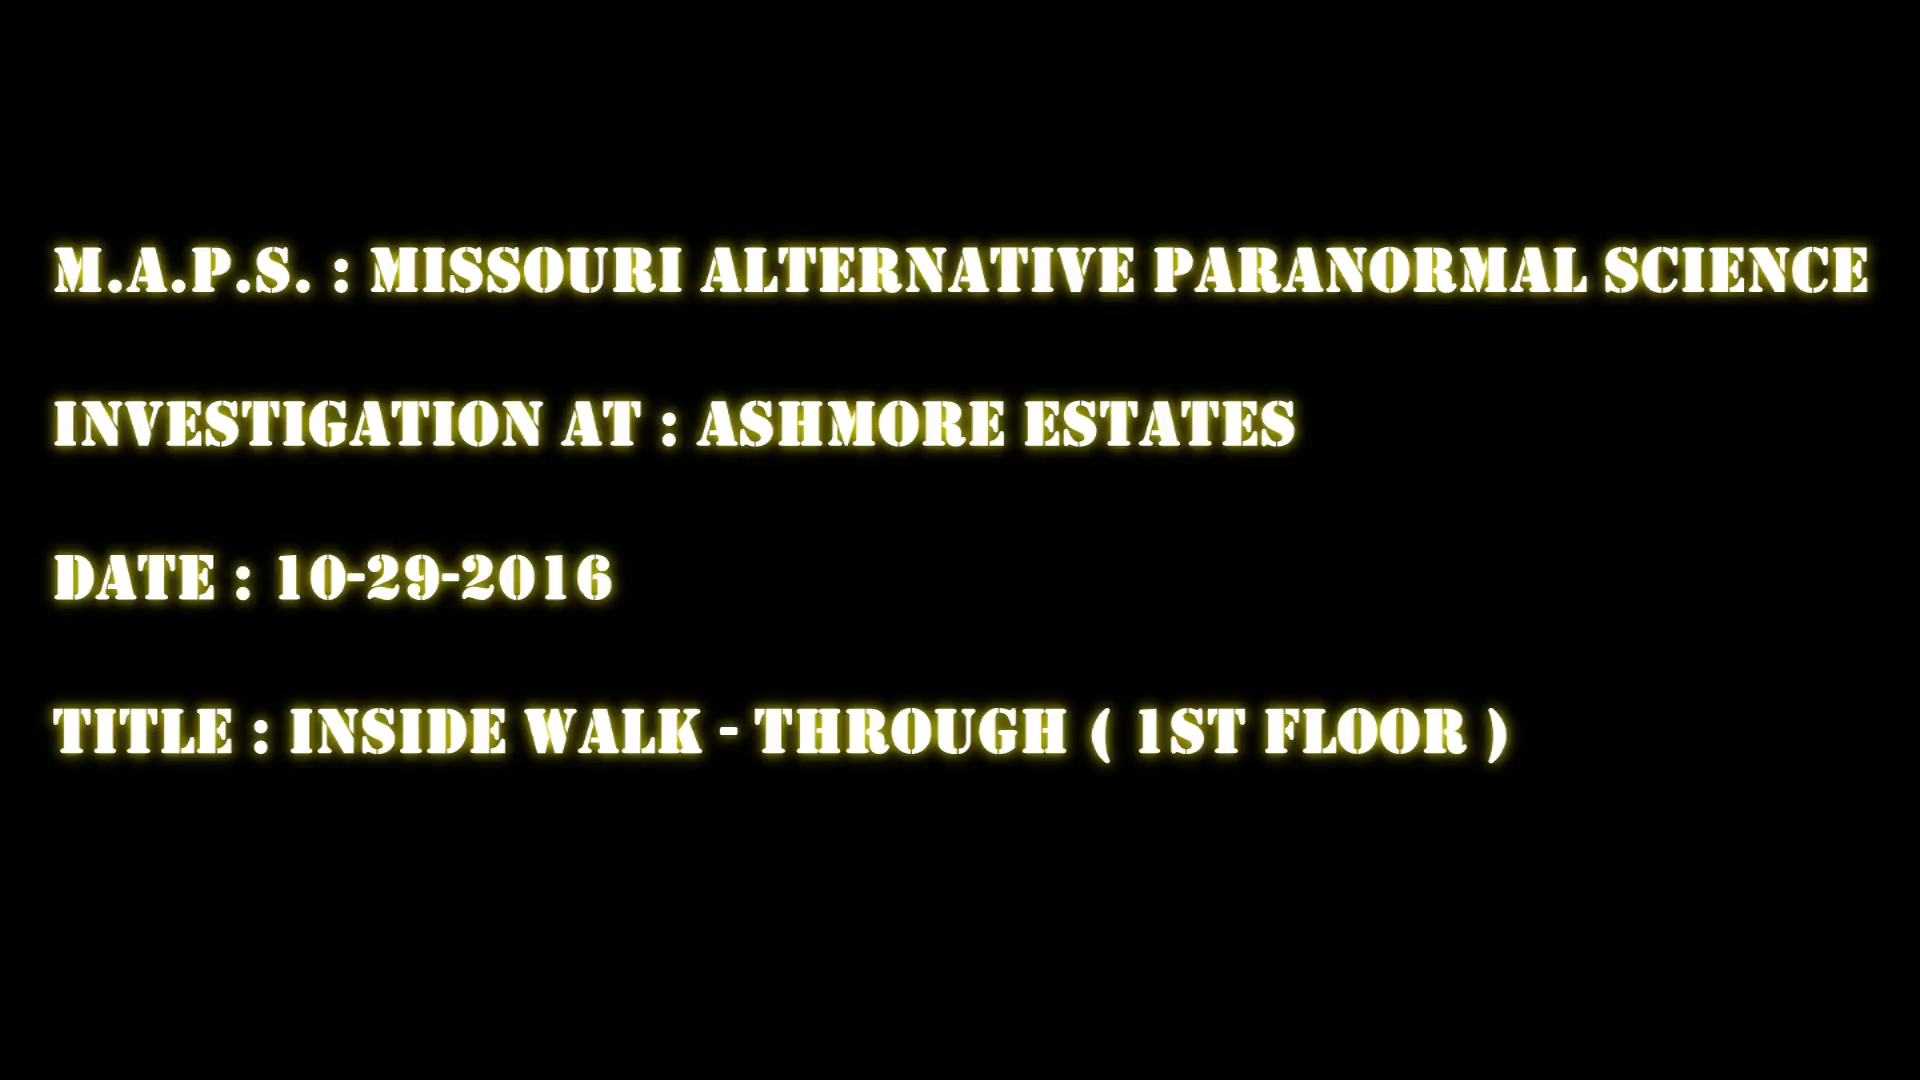 M.A.P.S. : MISSOURI ALTERNATIVE PARANORMAL SCIENCE
INVESTIGATION AT : ASHMORE ESTATES
DATE : 10-29-2016
TITLE : INSIDE WALK - THROUGH ( 1ST FLOOR )